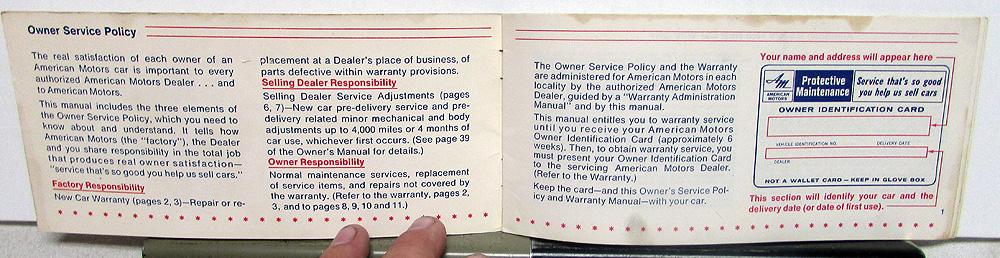 Owner Service Policy
The real satisfaction of each owner of an
American Motors car is important to every
authorized American Motors Dealer . . . and
to American Motors.
This manual includes the three elements of
the Owner Service Policy, which you need to
know about and understand. It tells how
American Motors (the "factory"), the Dealer
and you share responsibility in the total job
that produces real owner satisfaction—
"service that's so good you help us sell cars."
Factory Responsibility
New Car Warranty (pages 2, 3)—Repair or re-
placement at a Dealer's place of business, of
parts defective within warranty provisions.
Selling Dealer Responsibility
Selling Dealer Service Adjustments (pages
6, 7)—New car pre-delivery service and pre-
delivery related minor mechanical and body
adjustments up to 4,000 miles or 4 months of
car use, whichever first occurs. (See page 39
of the Owner's Manual for details.)
Owner Responsibility
Normal maintenance services, replacement
of service items, and repairs not covered by
the warranty. (Refer to the warranty, pages 2,
3, and to pages 8, 9, 10 and 11.)
The Owner Service Policy and the Warranty
are administered for American Motors in each
locality by the authorized American Motors
Dealer, guided by a "Warranty Administration
Manual" and by this manual.
This manual entitles you to warranty service
until you receive your American Motors
Owner Identification Card (approximately 6
weeks). Then, to obtain warranty service, you
must present your Owner Identification Card
to the servicing American Motors Dealer.
(Refer to the Warranty.)
Keep the card—and this Owner's Service Pol-
icy and Warranty Manual—with your car.
Your name and address will appear here
AM
AMERICAN
MOTORS
Protective
Maintenance
Service that's so good
you help us sell cars
OWNER IDENTIFICATION CARD
VEHICLE IDENTIFICATION NO. DELIVERY DATE
DEALER
NOT A WALLET CARD – KEEP IN GLOVE BOX
This section will identify your car and the
delivery date (or date of first use).
1